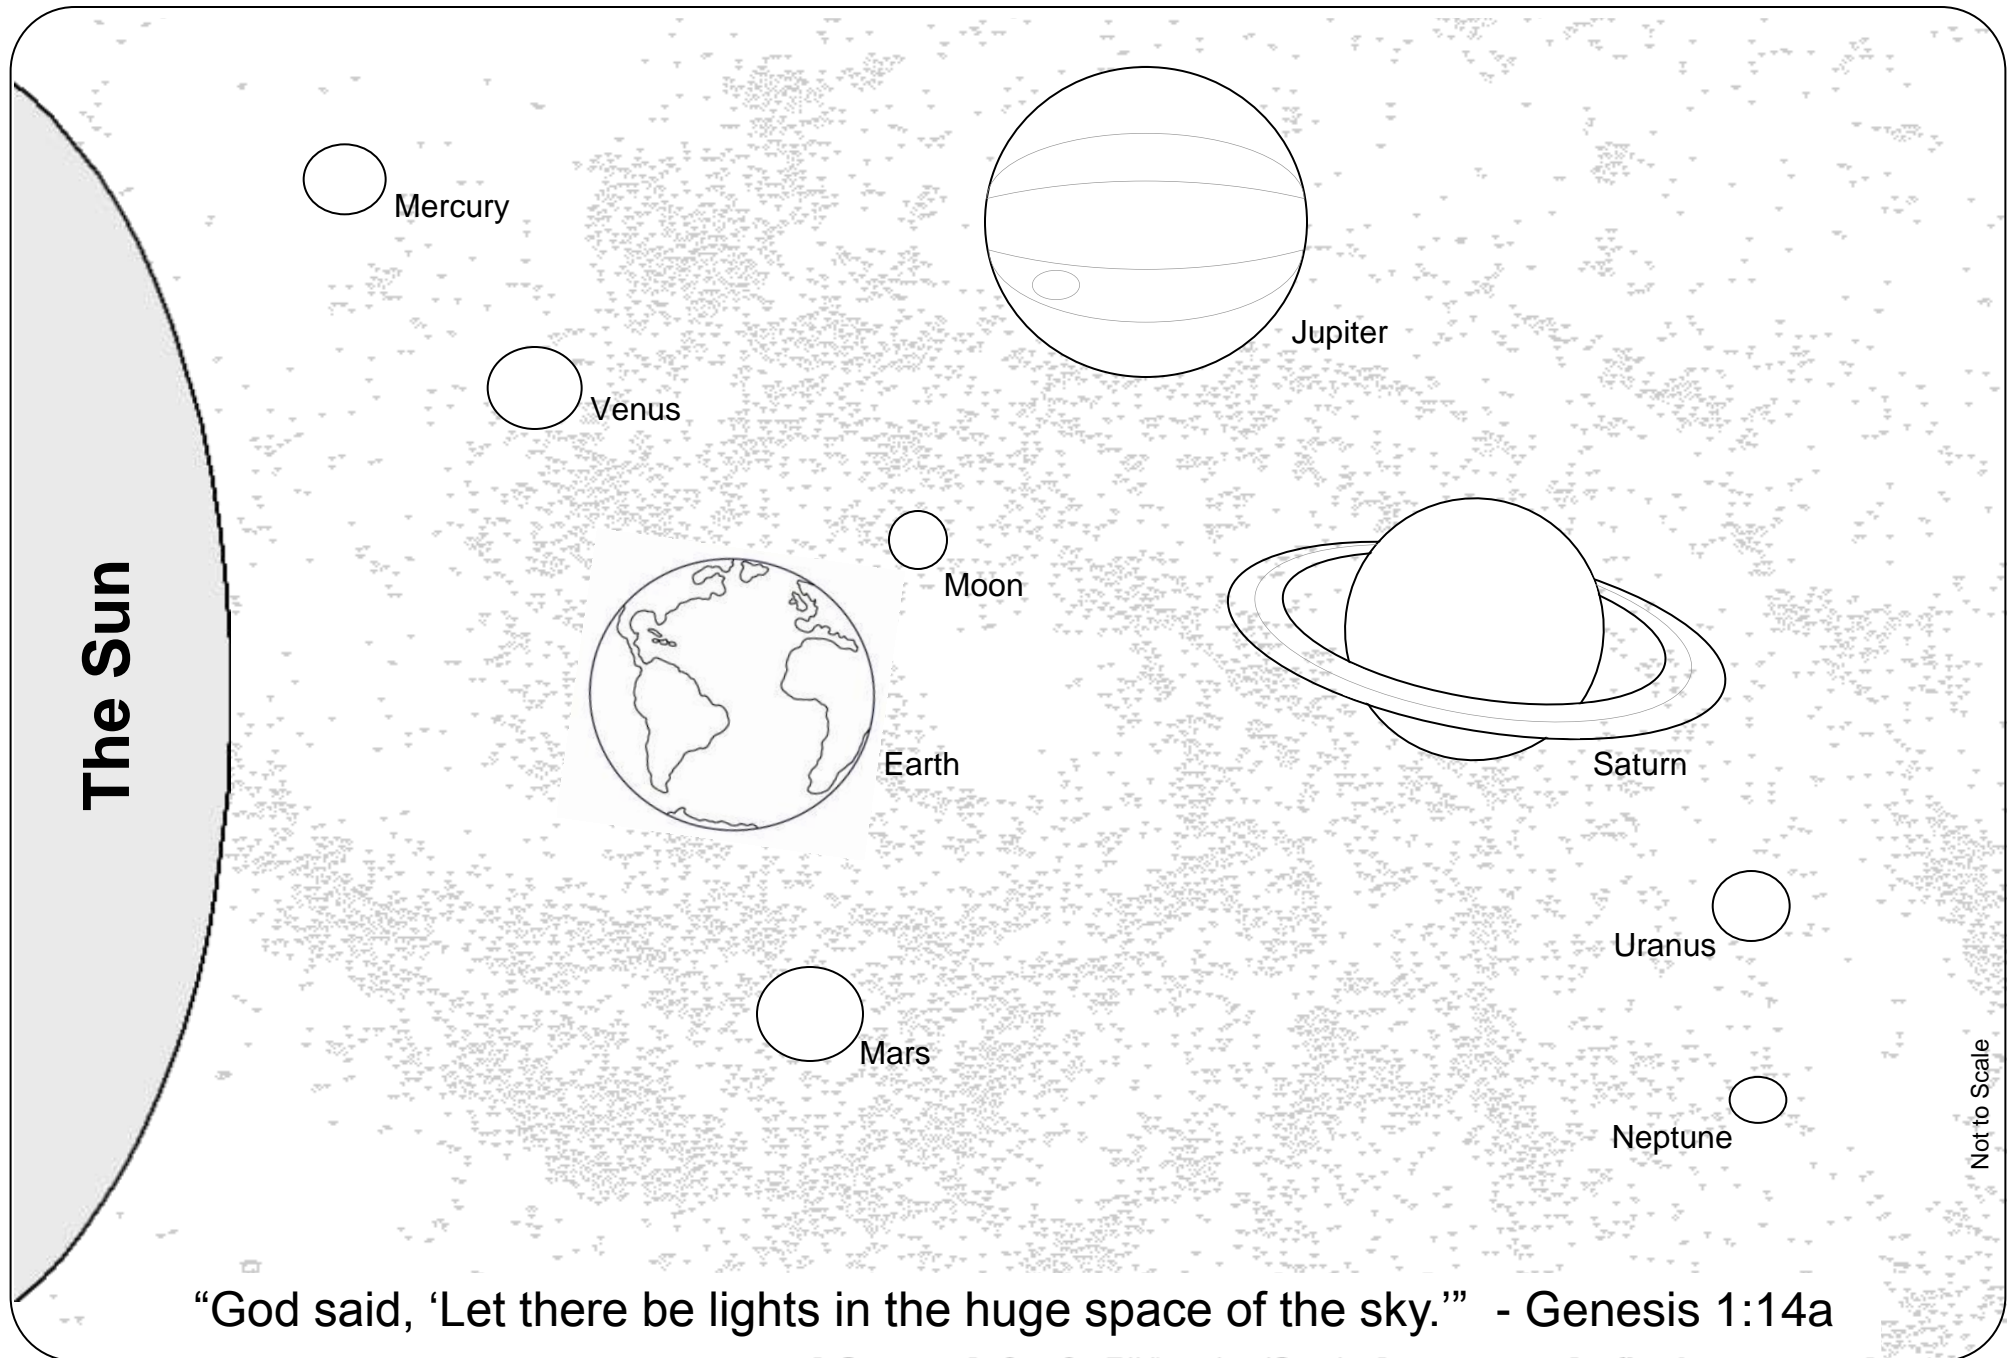 Mercury
Jupiter
Venus
The Sun
Moon
Earth
Saturn
Uranus
Mars
Neptune
Not to Scale
“God said, ‘Let there be lights in the huge space of the sky.’” - Genesis 1:14a